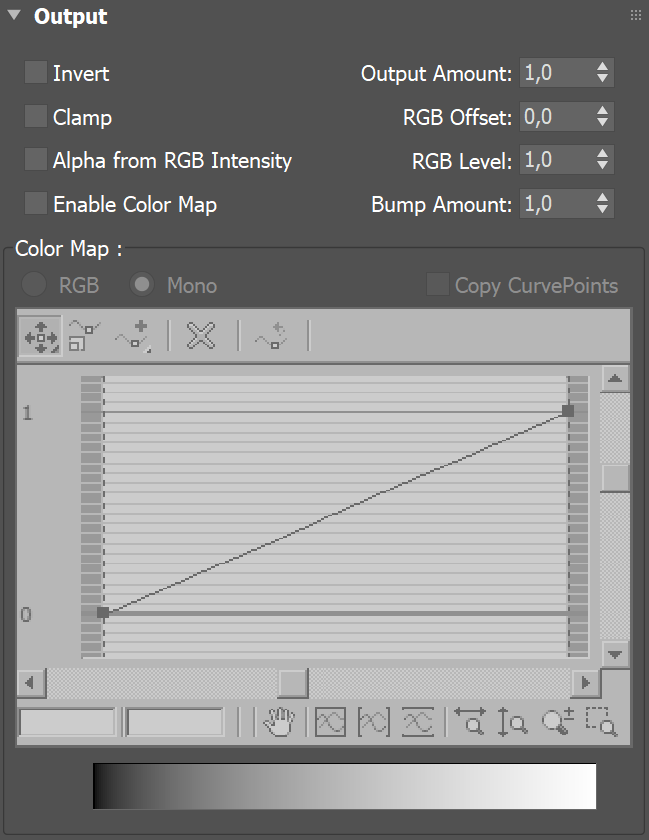 Output
Invert Output Amount: 1,0
Clamp RGB Offset: 0,0
Alpha from RGB Intensity RGB Level: 1,0
Enable Color Map Bump Amount: 1,0
Color Map :
RGB Mono Copy CurvePoints
1
0